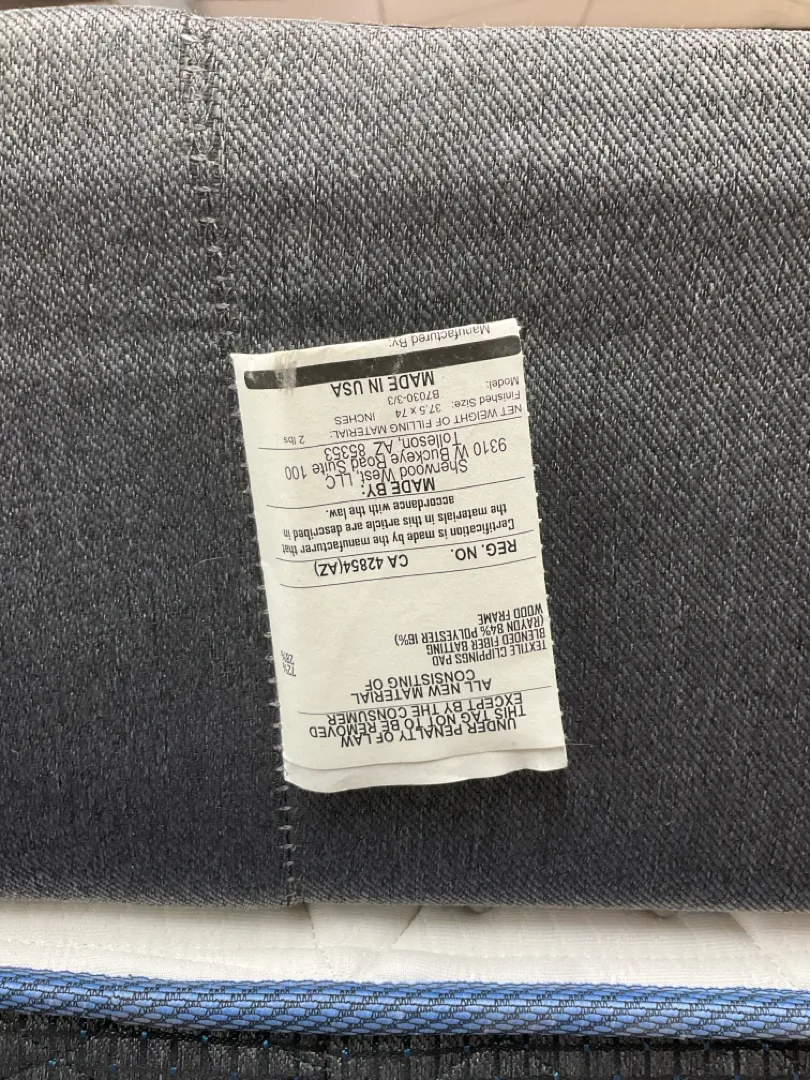 UNDER PENALTY OF LAW
THIS TAG NOT TO BE REMOVED
EXCEPT BY THE CONSUMER
ALL NEW MATERIAL
CONSISTING OF
TEXTILE CLIPPINGS PAD 72%
BLENDED FIBER BATTING 28%
(RAYON 84% POLYESTER 16%)
WOOD FRAME
REG. NO. CA 42854(AZ)
Certification is made by the manufacturer that
the materials in this article are described in
accordance with the law.
MADE BY:
Sherwood West, LLC
9310 W Buckeye Road Suite 100
Tolleson, AZ 85353
NET WEIGHT OF FILLING MATERIAL: 2 lbs
Finished Size: 37.5 x 74 INCHES
Model: B7030-3/3
MADE IN USA
Manufactured By: